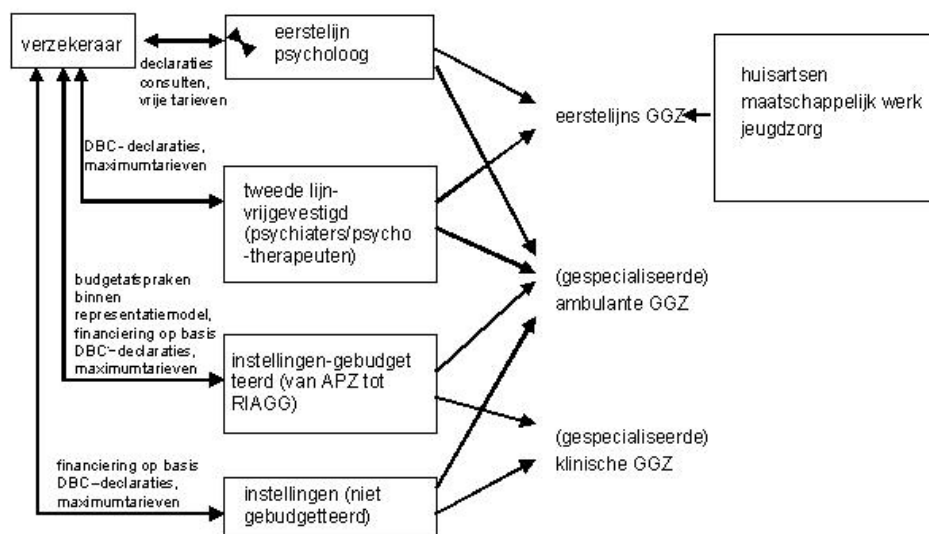 verzekeraar
declaraties
consulten,
vrije tarieven
eerstelijn
psycholoog
DBC-declaraties,
maximumtarieven
tweede lijn-
vrijgevestigd
(psychiaters/psycho
-therapeuten)
budgetafspraken
binnen
representatiemodel,
financiering op basis
DBC-declaraties,
maximumtarieven
instellingen-gebudget
teerd (van APZ tot
RIAGG)
financiering op basis
DBC-declaraties,
maximumtarieven
instellingen (niet
gebudgetteerd)
eerstelijns GGZ
(gespecialiseerde)
ambulante GGZ
(gespecialiseerde)
klinische GGZ
huisartsen
maatschappelijk werk
jeugdzorg